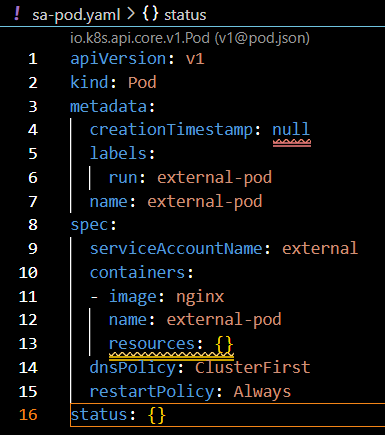 ! sa-pod.yaml > {} status
io.k8s.api.core.v1.Pod (v1@pod.json)
1 apiVersion: v1
2 kind: Pod
3 metadata:
4   creationTimestamp: null
5   labels:
6     run: external-pod
7   name: external-pod
8 spec:
9   serviceAccountName: external
10   containers:
11   - image: nginx
12     name: external-pod
13     resources: {}
14   dnsPolicy: ClusterFirst
15   restartPolicy: Always
16 status: {}